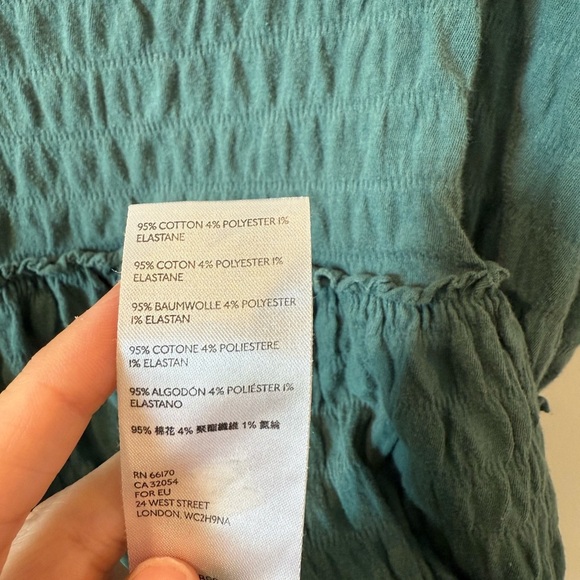 95% COTTON 4% POLYESTER 1%
ELASTANE
95% COTON 4% POLYESTER 1%
ELASTANE
95% BAUMWOLLE 4% POLYESTER
1% ELASTAN
95% COTONE 4% POLIESTERE
1% ELASTAN
95% ALGODÓN 4% POLIÉSTER 1%
ELASTANO
95% 棉花 4% 聚酯纖維 1% 氨綸
RN 66170
CA 32054
FOR EU
24 WEST STREET
LONDON, WC2H9NA